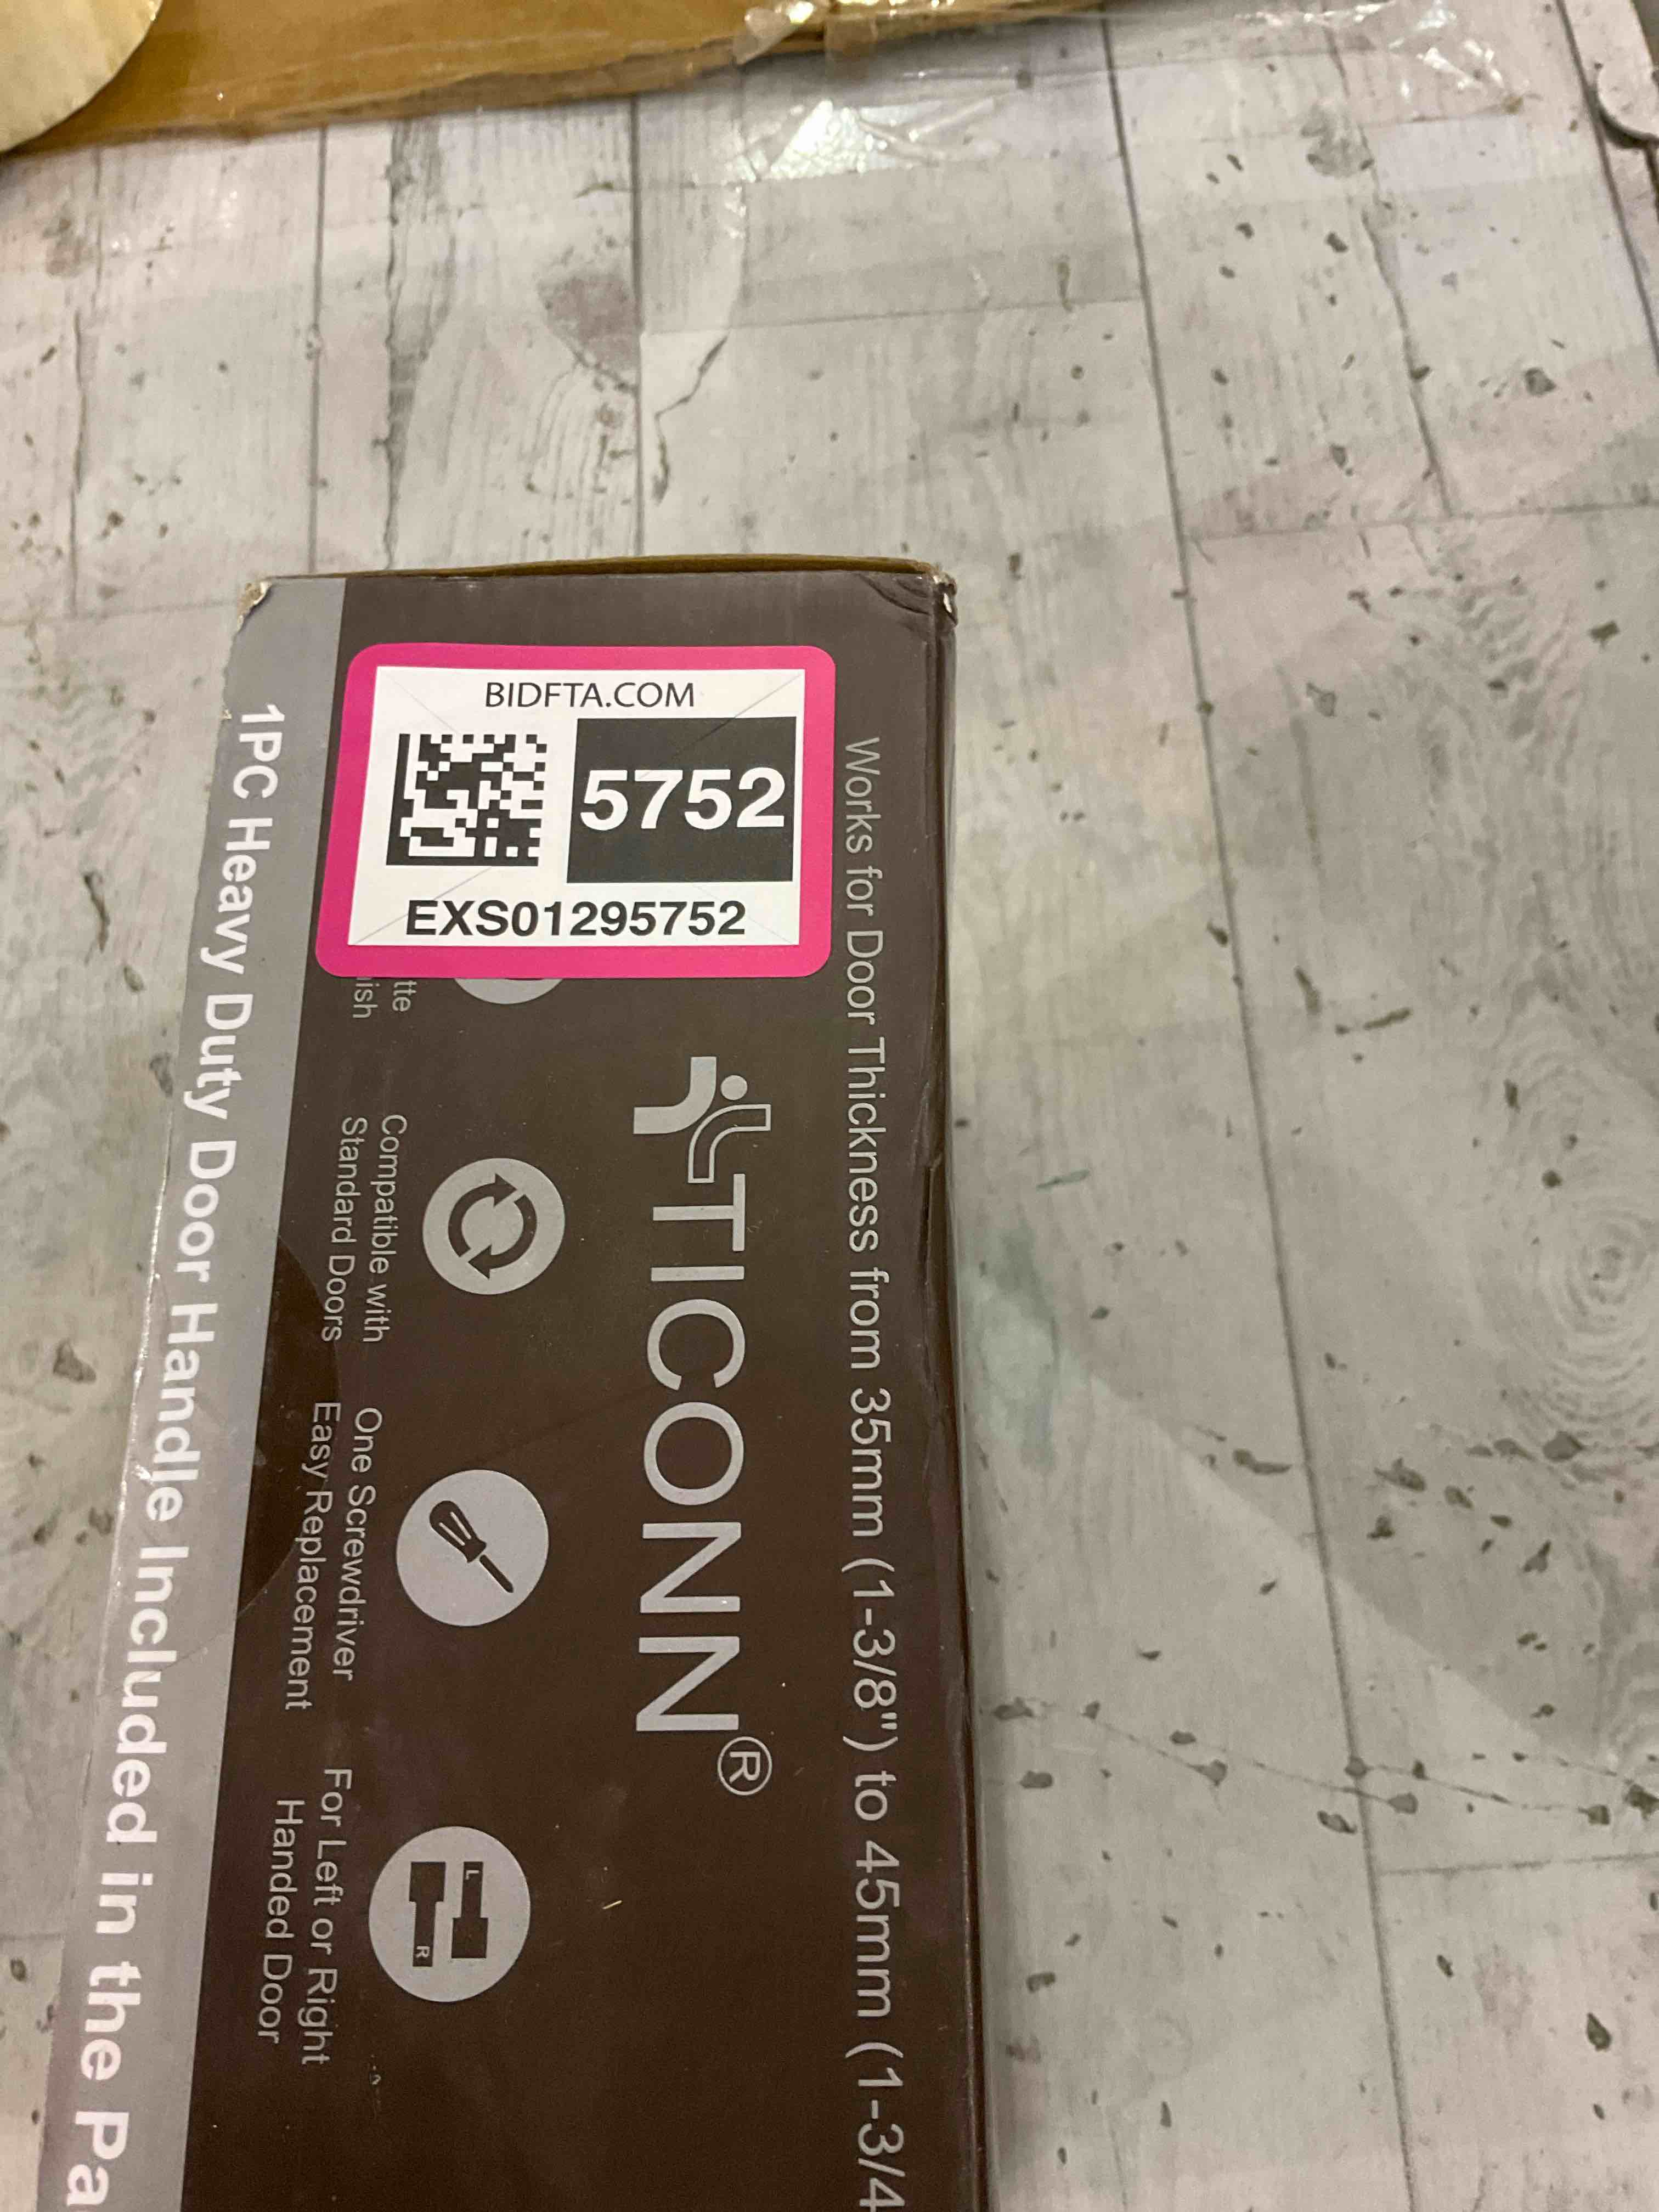 BIDFTA.COM
5752
EXS01295752
Works for Door Thickness from 35mm (1-3/8") to 45mm (1-3/4
TICONN®
tte
ish
Compatible with
Standard Doors
One Screwdriver
Easy Replacement
L
R
For Left or Right
Handed Door
1PC Heavy Duty Door Handle Included in the Pa